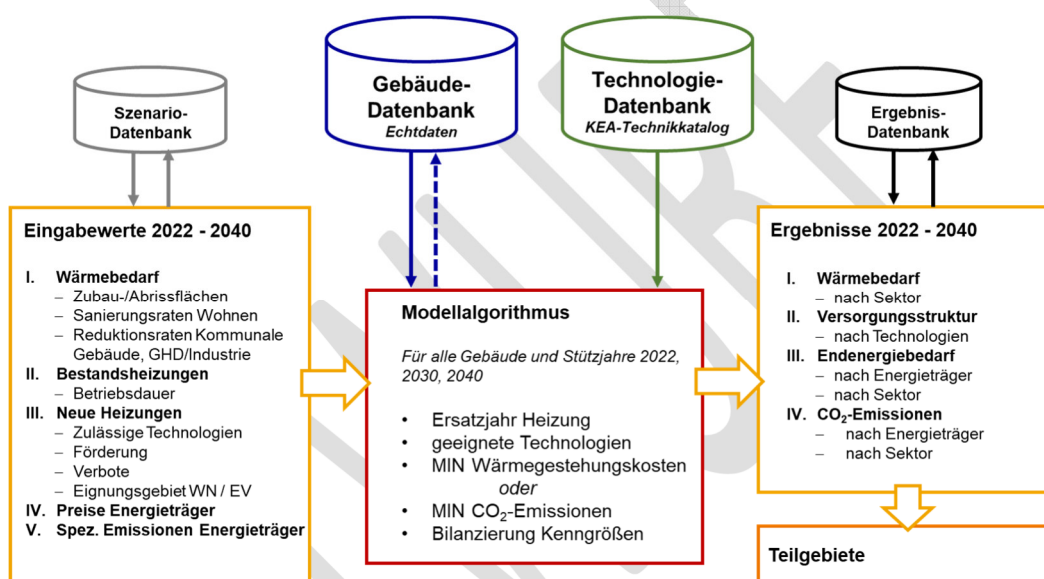 Szenario-
Datenbank
Gebäude-
Datenbank
Echtdaten
Technologie-
Datenbank
KEA-Technikkatalog
Ergebnis-
Datenbank
Eingabewerte 2022 - 2040
I. Wärmebedarf
– Zubau-/Abrissflächen
– Sanierungsraten Wohnen
– Reduktionsraten Kommunale
Gebäude, GHD/Industrie
II. Bestandsheizungen
– Betriebsdauer
III. Neue Heizungen
– Zulässige Technologien
– Förderung
– Verbote
– Eignungsgebiet WN / EV
IV. Preise Energieträger
V. Spez. Emissionen Energieträger
Modellalgorithmus
Für alle Gebäude und Stützjahre 2022,
2030, 2040
• Ersatzjahr Heizung
• geeignete Technologien
• MIN Wärmegestehungskosten
oder
• MIN CO₂-Emissionen
• Bilanzierung Kenngrößen
Ergebnisse 2022 - 2040
I. Wärmebedarf
– nach Sektor
II. Versorgungsstruktur
– nach Technologien
III. Endenergiebedarf
– nach Energieträger
– nach Sektor
IV. CO₂-Emissionen
– nach Energieträger
– nach Sektor
Teilgebiete